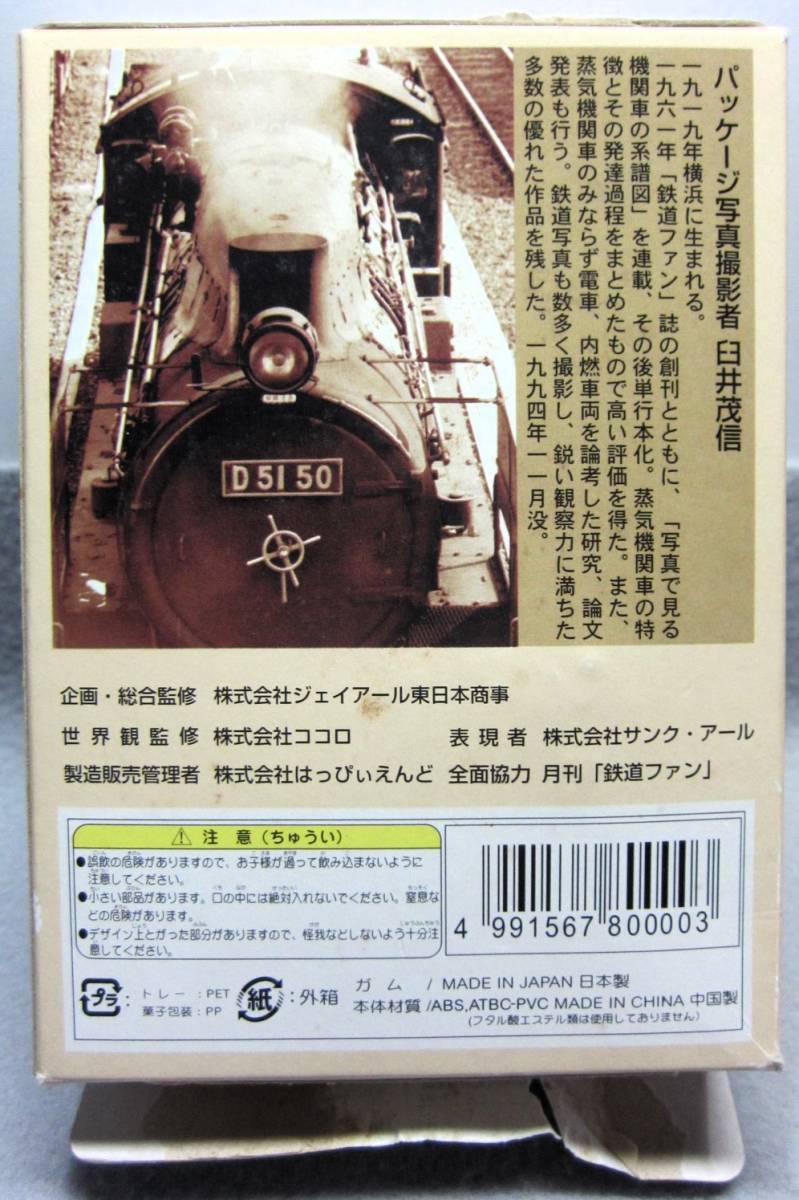 パッケージ写真撮影者 臼井茂信
一九一九年横浜に生まれる。
一九六一年「鉄道ファン」誌の創刊とともに、「写真で見る
機関車の系譜図」を連載、その後単行本化。蒸気機関車の特
徴とその発達過程をまとめたもので高い評価を得た。また、
蒸気機関車のみならず電車、内燃車両を論考した研究、論文
発表も行う。鉄道写真も数多く撮影し、鋭い観察力に満ちた
多数の優れた作品を残した。一九九四年一一月没。
D 51 50
企画・総合監修 株式会社ジェイアール東日本商事
世界観監修 株式会社ココロ 表現者 株式会社サンク・アール
製造販売管理者 株式会社はっぴぃえんど 全面協力 月刊「鉄道ファン」
⚠ 注意(ちゅうい)
●誤飲の危険がありますので、お子様が過って飲み込まないように
注意してください。
●小さい部品があります。口の中には絶対入れないでください。窒息な
どの危険があります。
●デザイン上とがった部分がありますので、怪我などしないよう十分注
意してください。
4 991567 800003
プラ : トレー : PET
菓子包装 : PP
紙 : 外箱
ガム / MADE IN JAPAN 日本製
本体材質 /ABS,ATBC-PVC MADE IN CHINA 中国製
(フタル酸エステル類は使用しておりません)